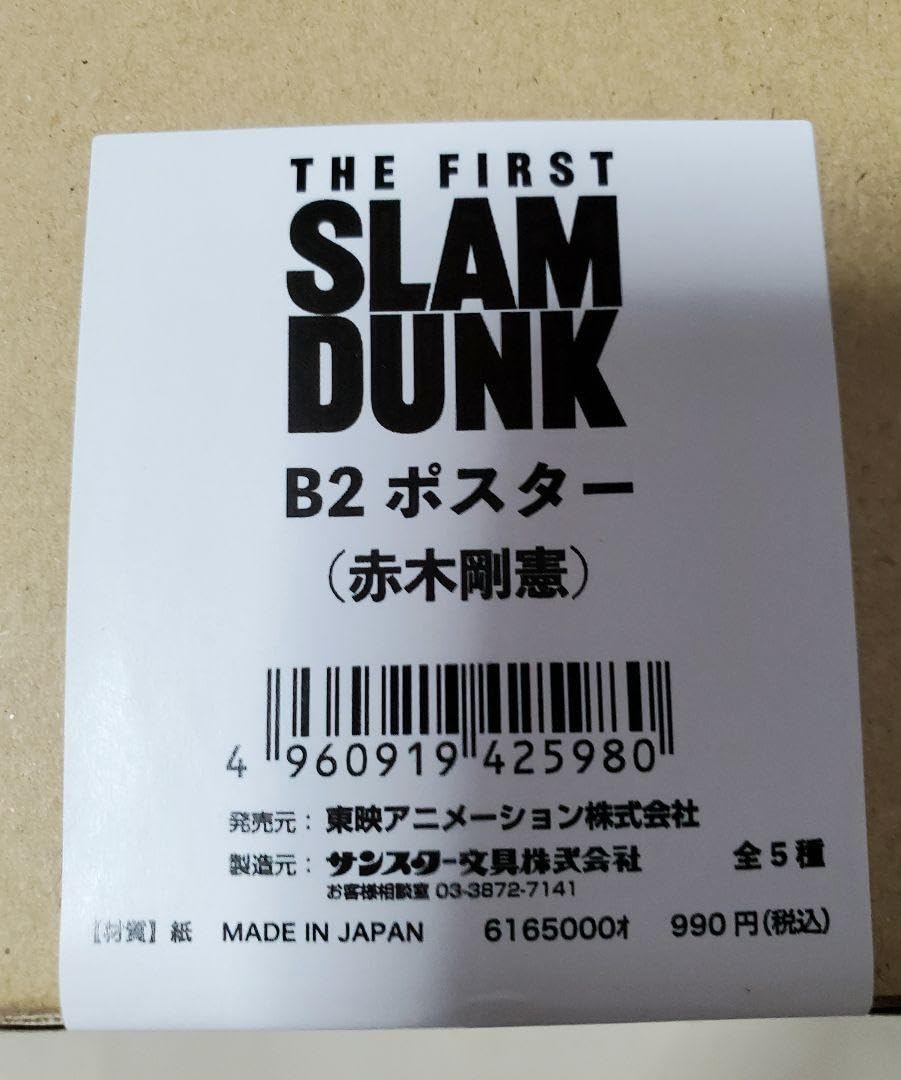 THE FIRST
SLAM
DUNK
B2 ポスター
（赤木剛憲）
4 960919 425980
発売元：東映アニメーション株式会社
製造元：サンスター文具株式会社 全5種
お客様相談室 03-3872-7141
【材質】紙 MADE IN JAPAN 6165000ｵ 990円（税込）